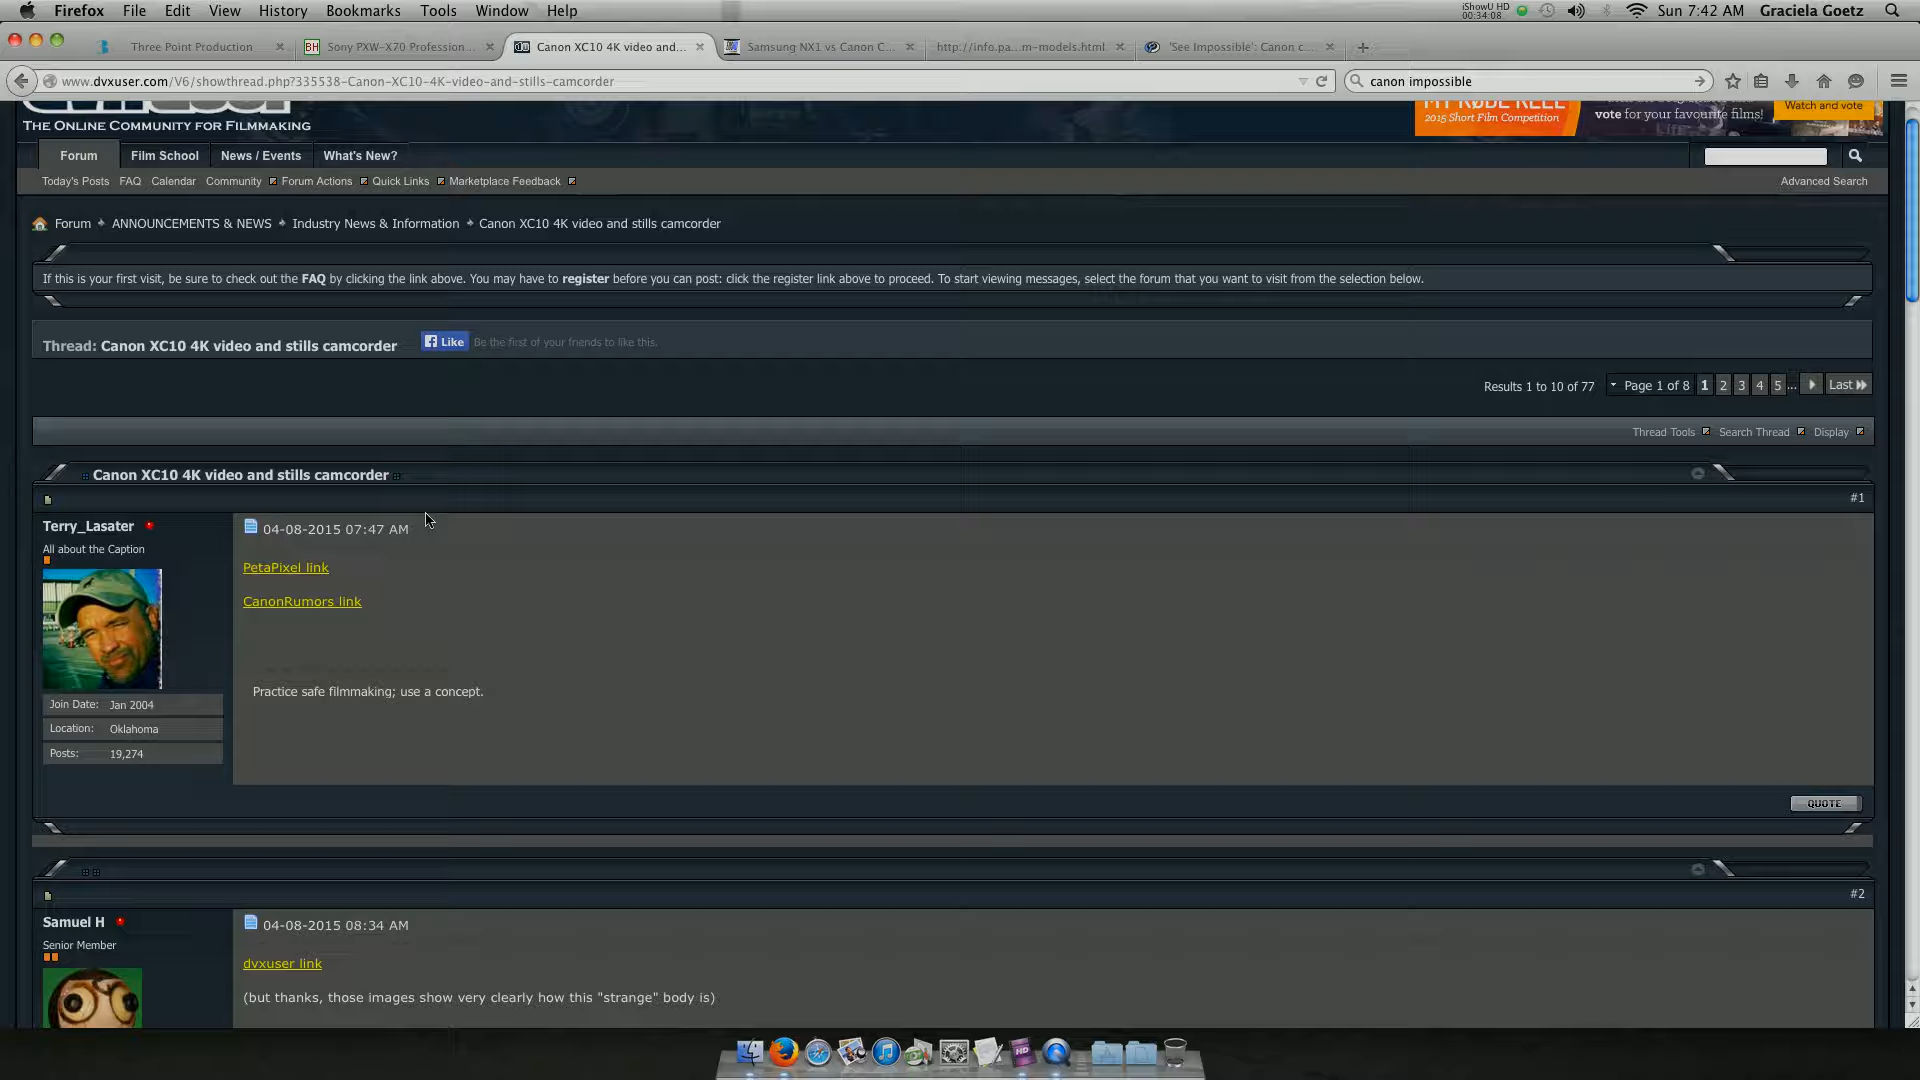 Firefox File Edit View History Bookmarks Tools Window Help
iShowU HD
00:34:08
Sun 7:42 AM Graciela Goetz
Three Point Production
BH Sony PXW-X70 Profession...
du Canon XC10 4K video and...
Samsung NX1 vs Canon C...
http://info.pa...m-models.html
'See Impossible': Canon c...
www.dvxuser.com/V6/showthread.php?335538-Canon-XC10-4K-video-and-stills-camcorder
canon impossible
THE ONLINE COMMUNITY FOR FILMMAKING
MY RØDE REEL
2015 Short Film Competition
vote for your favourite films!
Watch and vote
Forum Film School News / Events What's New?
Today's Posts FAQ Calendar Community Forum Actions Quick Links Marketplace Feedback
Advanced Search
Forum ANNOUNCEMENTS & NEWS Industry News & Information Canon XC10 4K video and stills camcorder
If this is your first visit, be sure to check out the FAQ by clicking the link above. You may have to register before you can post: click the register link above to proceed. To start viewing messages, select the forum that you want to visit from the selection below.
Thread: Canon XC10 4K video and stills camcorder
Like Be the first of your friends to like this.
Results 1 to 10 of 77 Page 1 of 8 1 2 3 4 5 ... Last
Thread Tools Search Thread Display
Canon XC10 4K video and stills camcorder
#1
Terry_Lasater
All about the Caption
Join Date: Jan 2004
Location: Oklahoma
Posts: 19,274
04-08-2015 07:47 AM
PetaPixel link
CanonRumors link
Practice safe filmmaking; use a concept.
QUOTE
#2
Samuel H
Senior Member
04-08-2015 08:34 AM
dvxuser link
(but thanks, those images show very clearly how this "strange" body is)
HD